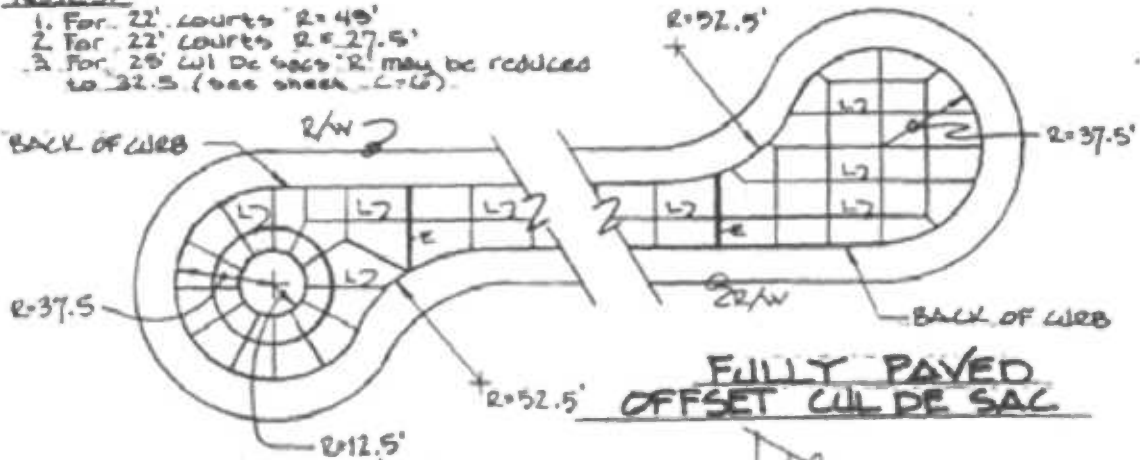 1. For 22' courts R=49'
2. For 22' courts R=27.5'
3. For 25' Cul De Sacs "R" may be reduced
to 32.5 (see sheet C-6)
R=52.5'
R/W
BACK OF CURB
R=37.5'
L7
L7
L7
L7
L7
L7
L7
L7
E
E
R=37.5
R/W
BACK OF CURB
R=52.5'
R=12.5'
FULLY PAVED
OFFSET CUL DE SAC